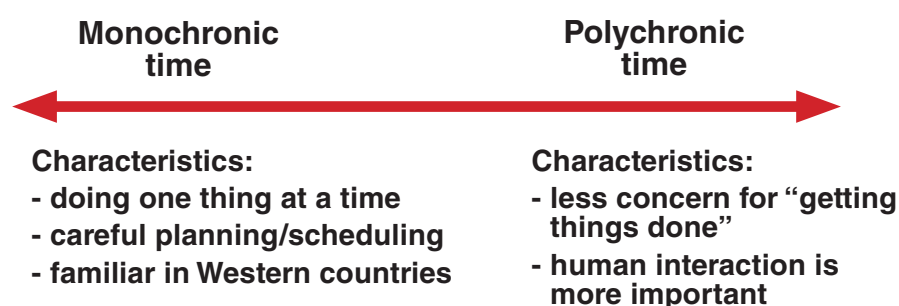 Monochronic
time
Polychronic
time
Characteristics:
- doing one thing at a time
- careful planning/scheduling
- familiar in Western countries
Characteristics:
- less concern for “getting
things done”
- human interaction is
more important